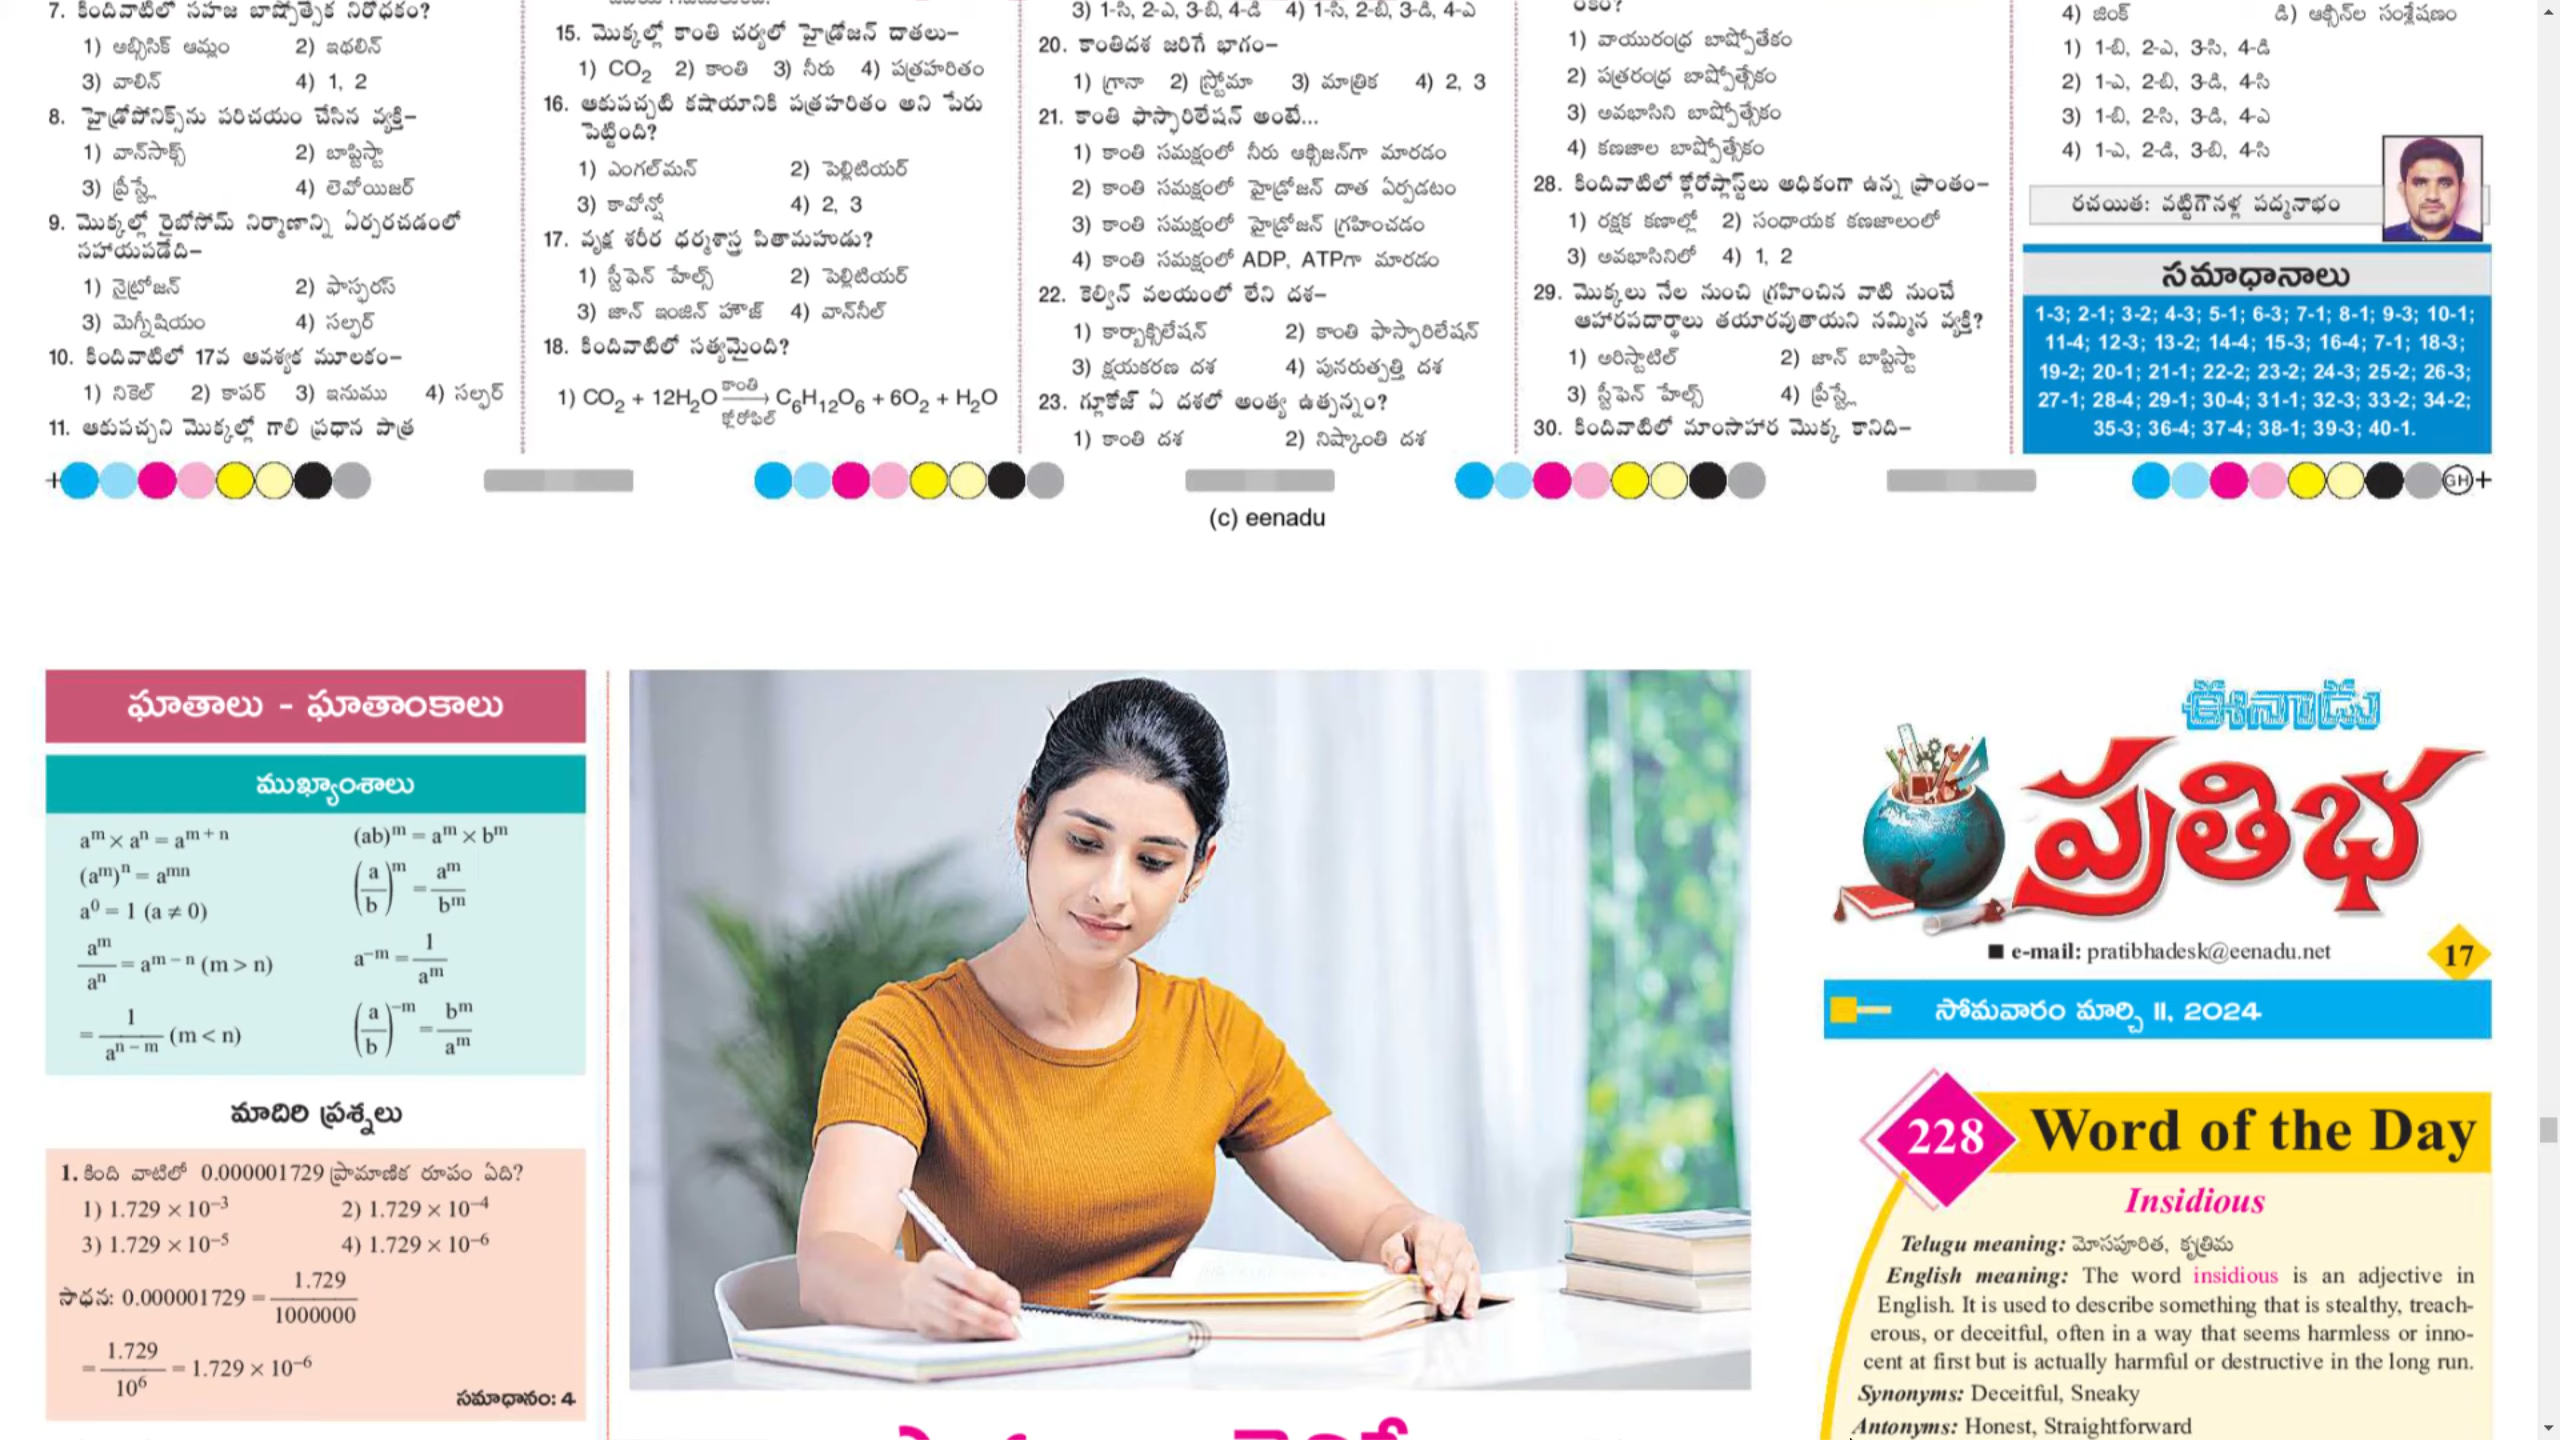 7. కిందివాటిలో సహజ బాష్పోత్సేక నిరోధకం?
1) అబ్సిసిక్ ఆమ్లం 2) ఇథలిన్
3) వాలిన్ 4) 1, 2
8. హైడ్రోపోనిక్స్‌ను పరిచయం చేసిన వ్యక్తి–
1) వాన్‌సాక్స్ 2) బాప్టిస్టా
3) ప్రీస్ట్లే 4) లెవోయిజర్
9. మొక్కల్లో రైబోసోమ్ నిర్మాణాన్ని ఏర్పరచడంలో
సహాయపడేది–
1) నైట్రోజన్ 2) ఫాస్ఫరస్
3) మెగ్నీషియం 4) సల్ఫర్
10. కిందివాటిలో 17వ ఆవశ్యక మూలకం–
1) నికెల్ 2) కాపర్ 3) ఇనుము 4) సల్ఫర్
11. ఆకుపచ్చని మొక్కల్లో గాలి ప్రధాన పాత్ర
15. మొక్కల్లో కాంతి చర్యలో హైడ్రోజన్ దాతలు–
1) CO₂ 2) కాంతి 3) నీరు 4) పత్రహరితం
16. ఆకుపచ్చటి కషాయానికి పత్రహరితం అని పేరు
పెట్టింది?
1) ఎంగల్‌మన్ 2) పెల్లిటియర్
3) కావోన్షో 4) 2, 3
17. వృక్ష శరీర ధర్మశాస్త్ర పితామహుడు?
1) స్టీఫెన్ హేల్స్ 2) పెల్లిటియర్
3) జాన్ ఇంజిన్ హౌజ్ 4) వాన్‌నీల్
18. కిందివాటిలో సత్యమైంది?
1) CO₂ + 12H₂O కాంతి → క్లోరోఫిల్ C₆H₁₂O₆ + 6O₂ + H₂O
3) 1-సి, 2-ఎ, 3-బి, 4-డి 4) 1-సి, 2-బి, 3-డి, 4-ఎ
20. కాంతిదశ జరిగే భాగం–
1) గ్రానా 2) స్ట్రోమా 3) మాత్రిక 4) 2, 3
21. కాంతి ఫాస్ఫారిలేషన్ అంటే...
1) కాంతి సమక్షంలో నీరు ఆక్సిజన్‌గా మారడం
2) కాంతి సమక్షంలో హైడ్రోజన్ దాత ఏర్పడటం
3) కాంతి సమక్షంలో హైడ్రోజన్ గ్రహించడం
4) కాంతి సమక్షంలో ADP, ATPగా మారడం
22. కెల్విన్ వలయంలో లేని దశ–
1) కార్బాక్సిలేషన్ 2) కాంతి ఫాస్ఫారిలేషన్
3) క్షయకరణ దశ 4) పునరుత్పత్తి దశ
23. గ్లూకోజ్ ఏ దశలో అంత్య ఉత్పన్నం?
1) కాంతి దశ 2) నిష్కాంతి దశ
1) వాయురంధ్ర బాష్పోతేకం
2) పత్రరంధ్ర బాష్పోత్సేకం
3) అవభాసిని బాష్పోత్సేకం
4) కణజాల బాష్పోత్సేకం
28. కిందివాటిలో క్లోరోప్లాస్ట్‌లు అధికంగా ఉన్న ప్రాంతం–
1) రక్షక కణాల్లో 2) సంధాయక కణజాలంలో
3) అవభాసినిలో 4) 1, 2
29. మొక్కలు నేల నుంచి గ్రహించిన వాటి నుంచే
ఆహారపదార్థాలు తయారవుతాయని నమ్మిన వ్యక్తి?
1) అరిస్టాటిల్ 2) జాన్ బాప్టిస్టా
3) స్టీఫెన్ హేల్స్ 4) ప్రీస్ట్లే
30. కిందివాటిలో మాంసాహార మొక్క కానిది–
4) జింక్ డి) ఆక్సిన్‌ల సంశ్లేషణం
1) 1-బి, 2-ఎ, 3-సి, 4-డి
2) 1-ఎ, 2-బి, 3-డి, 4-సి
3) 1-బి, 2-సి, 3-డి, 4-ఎ
4) 1-ఎ, 2-డి, 3-బి, 4-సి
రచయిత: వట్టిగౌనళ్ల పద్మనాభం
సమాధానాలు
1-3; 2-1; 3-2; 4-3; 5-1; 6-3; 7-1; 8-1; 9-3; 10-1;
11-4; 12-3; 13-2; 14-4; 15-3; 16-4; 7-1; 18-3;
19-2; 20-1; 21-1; 22-2; 23-2; 24-3; 25-2; 26-3;
27-1; 28-4; 29-1; 30-4; 31-1; 32-3; 33-2; 34-2;
35-3; 36-4; 37-4; 38-1; 39-3; 40-1.
GH
(c) eenadu
ఘాతాలు - ఘాతాంకాలు
ముఖ్యాంశాలు
aᵐ × aⁿ = aᵐ⁺ⁿ (ab)ᵐ = aᵐ × bᵐ
(aᵐ)ⁿ = aᵐⁿ (a/b)ᵐ = aᵐ/bᵐ
a⁰ = 1 (a ≠ 0)
aᵐ/aⁿ = aᵐ⁻ⁿ (m > n) a⁻ᵐ = 1/aᵐ
= 1/aⁿ⁻ᵐ (m < n) (a/b)⁻ᵐ = bᵐ/aᵐ
మాదిరి ప్రశ్నలు
1. కింది వాటిలో 0.000001729 ప్రామాణిక రూపం ఏది?
1) 1.729 × 10⁻³ 2) 1.729 × 10⁻⁴
3) 1.729 × 10⁻⁵ 4) 1.729 × 10⁻⁶
సాధన: 0.000001729 = 1.729/1000000
= 1.729/10⁶ = 1.729 × 10⁻⁶
సమాధానం: 4
ఈనాడు
ప్రతిభ
■ e-mail: pratibhadesk@eenadu.net
17
సోమవారం మార్చి 11, 2024
228 Word of the Day
Insidious
Telugu meaning: మోసపూరిత, కృత్రిమ
English meaning: The word insidious is an adjective in
English. It is used to describe something that is stealthy, treach-
erous, or deceitful, often in a way that seems harmless or inno-
cent at first but is actually harmful or destructive in the long run.
Synonyms: Deceitful, Sneaky
Antonyms: Honest, Straightforward